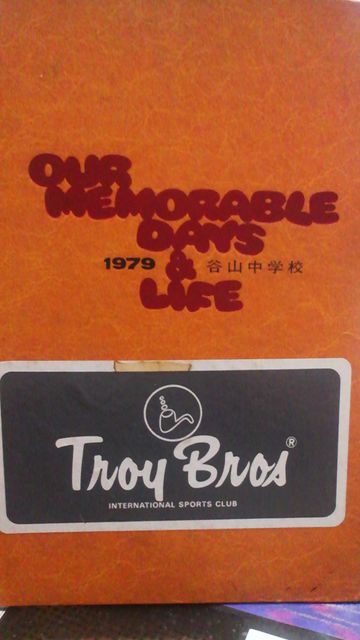 OUR
MEMORABLE
DAYS
1979 & 谷山中学校
LIFE
Troy Bros ®
INTERNATIONAL SPORTS CLUB